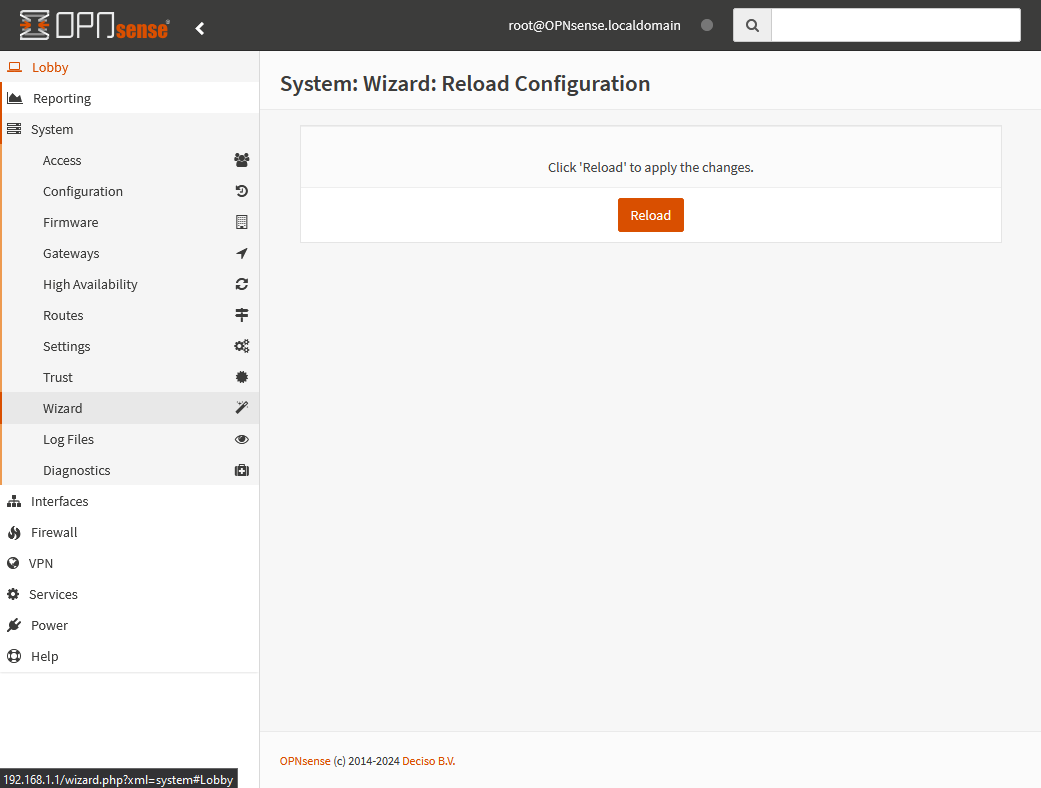 OPNsense®
root@OPNsense.localdomain
Lobby
Reporting
System
Access
Configuration
Firmware
Gateways
High Availability
Routes
Settings
Trust
Wizard
Log Files
Diagnostics
Interfaces
Firewall
VPN
Services
Power
Help
System: Wizard: Reload Configuration
Click 'Reload' to apply the changes.
Reload
OPNsense (c) 2014-2024 Deciso B.V.
192.168.1.1/wizard.php?xml=system#Lobby